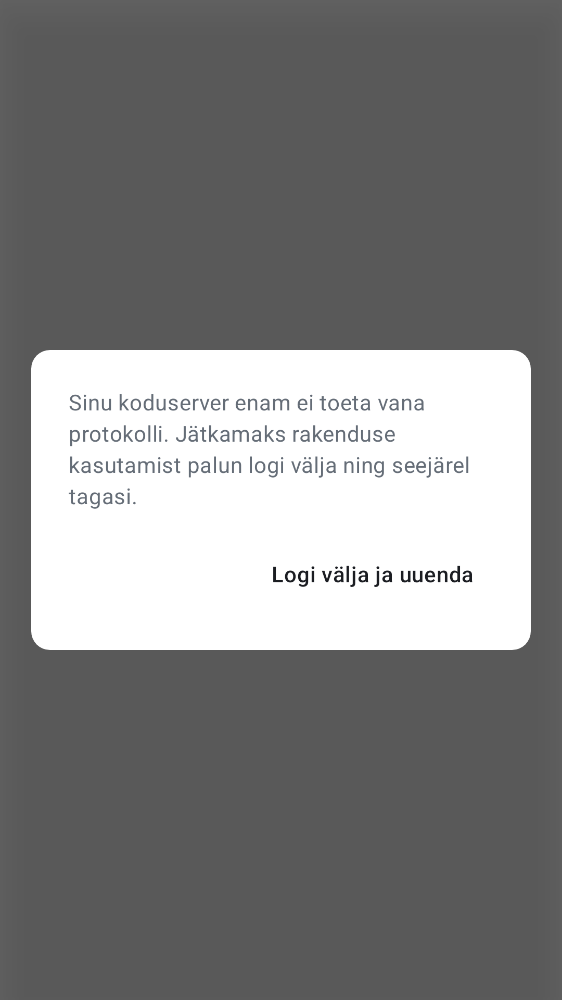 Sinu koduserver enam ei toeta vana
protokolli. Jätkamaks rakenduse
kasutamist palun logi välja ning seejärel
tagasi.
Logi välja ja uuenda